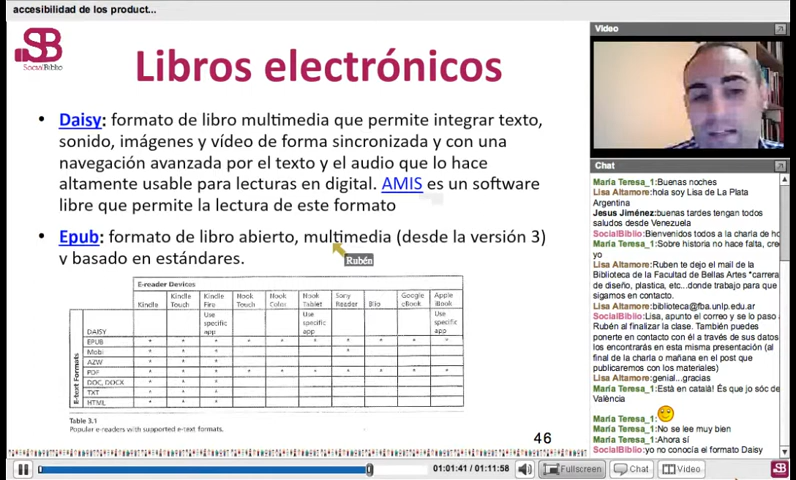 accesibilidad de los product...
SB
SocialBiblio
Libros electrónicos
• Daisy: formato de libro multimedia que permite integrar texto,
sonido, imágenes y vídeo de forma sincronizada y con una
navegación avanzada por el texto y el audio que lo hace
altamente usable para lecturas en digital. AMIS es un software
libre que permite la lectura de este formato
• Epub: formato de libro abierto, multimedia (desde la versión 3)
y basado en estándares.
Rubén
E-reader Devices
Kindle Kindle Touch Kindle Fire Nook Touch Nook Color Nook Tablet Sony Reader Blio Google eBook Apple iBook
E-text Formats
DAISY Use specific app Use specific app Use specific app
EPUB * * * * * * * * * *
Mobi * * * *
AZW * * *
PDF * * * * * * * * * *
DOC, DOCX * * *
TXT * * *
HTML * * *
Table 3.1
Popular e-readers with supported e-text formats.
46
Video
Chat
María Teresa_1:Buenas noches
Lisa Altamore:hola soy Lisa de La Plata
Argentina
Jesus Jiménez:buenas tardes tengan todos
saludos desde Venezuela
SocialBiblio:Bienvenidos todos a la charla de ho
María Teresa_1:Sobre historia no hace falta, cre
yo
Lisa Altamore:Ruben te dejo el mail de la
Biblioteca de la Facultad de Bellas Artes "carrera
de diseño, plastica, etc...donde trabajo para que
sigamos en contacto.
Lisa Altamore:biblioteca@fba.unlp.edu.ar
SocialBiblio:Lisa, apunto el correo y se lo paso a
Rubén al finalizar la clase. También puedes
ponerte en contacto con él a través de sus datos
los encontrarás en esta misma presentación (al
final de la charla o mañana en el post que
publicaremos con los materiales)
Lisa Altamore:genial...gracias
María Teresa_1:Está en català! És que jo sóc de
València
María Teresa_1:
María Teresa_1:No se lee muy bien
María Teresa_1:Ahora sí
SocialBiblio:yo no conocía el formato Daisy
01:01:41 / 01:11:58
Fullscreen
Chat
Video
SB